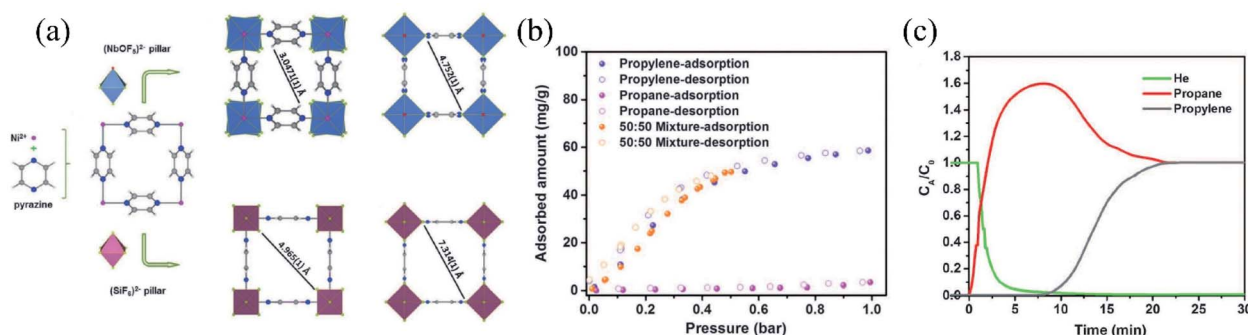 (a)
(NbOF₅)²⁻ pillar
Ni²⁺
+
pyrazine
(SiF₆)²⁻ pillar
3.0471(1) Å
4.752(1) Å
4.965(1) Å
7.314(1) Å
(b)
Adsorbed amount (mg/g)
100
80
60
40
20
0
Propylene-adsorption
Propylene-desorption
Propane-adsorption
Propane-desorption
50:50 Mixture-adsorption
50:50 Mixture-desorption
0.0 0.2 0.4 0.6 0.8 1.0
Pressure (bar)
(c)
C_A/C_0
1.8
1.6
1.4
1.2
1.0
0.8
0.6
0.4
0.2
0.0
He
Propane
Propylene
0 5 10 15 20 25 30
Time (min)